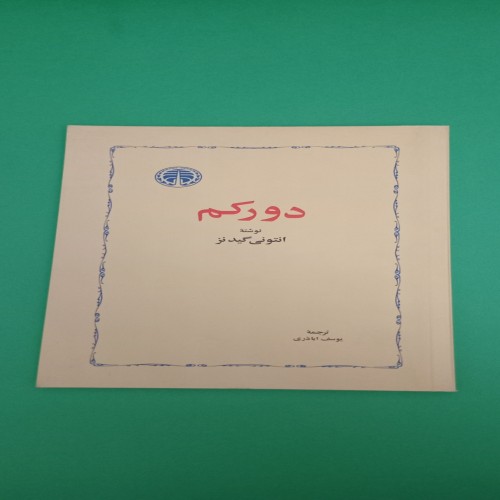 دورکم
نوشتهٔ
آنتونی گیدنز
ترجمهٔ
یوسف اباذری